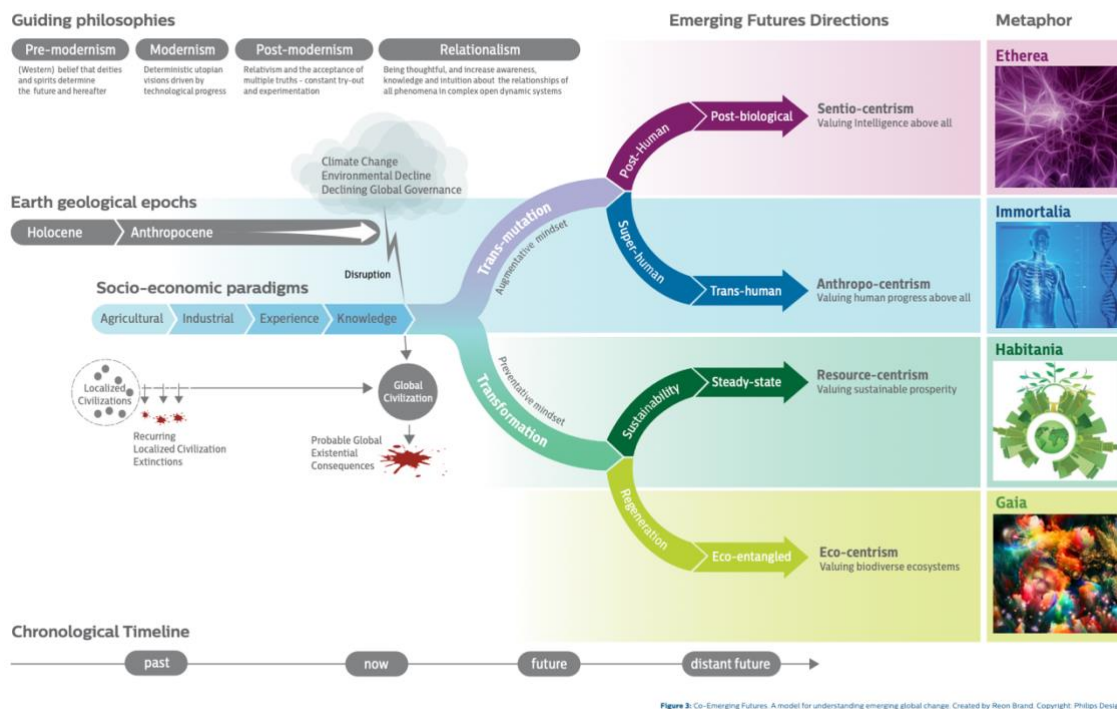 Guiding philosophies
Pre-modernism
(Western) belief that deities
and spirits determine
the future and hereafter
Modernism
Deterministic utopian
visions driven by
technological progress
Post-modernism
Relativism and the acceptance of
multiple truths - constant try-out
and experimentation
Relationalism
Being thoughtful, and increase awareness,
knowledge and intuition about the relationships of
all phenomena in complex open dynamic systems
Emerging Futures Directions
Metaphor
Climate Change
Environmental Decline
Declining Global Governance
Disruption
Earth geological epochs
Holocene
Anthropocene
Socio-economic paradigms
Agricultural
Industrial
Experience
Knowledge
Localized
Civilizations
Recurring
Localized Civilization
Extinctions
Global
Civilization
Probable Global
Existential
Consequences
Trans-mutation
Augmentative mindset
Transformation
Preventative mindset
Post-Human
Post-biological
Sentio-centrism
Valuing Intelligence above all
Etherea
Super-human
Trans-human
Anthropo-centrism
Valuing human progress above all
Immortalia
Sustainability
Steady-state
Resource-centrism
Valuing sustainable prosperity
Habitania
Regeneration
Eco-entangled
Eco-centrism
Valuing biodiverse ecosystems
Gaia
Chronological Timeline
past
now
future
distant future
Figure 3: Co-Emerging Futures. A model for understanding emerging global change. Created by Reon Brand. Copyright: Philips Desi